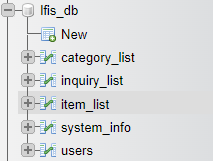 lfis_db
New
category_list
inquiry_list
item_list
system_info
users